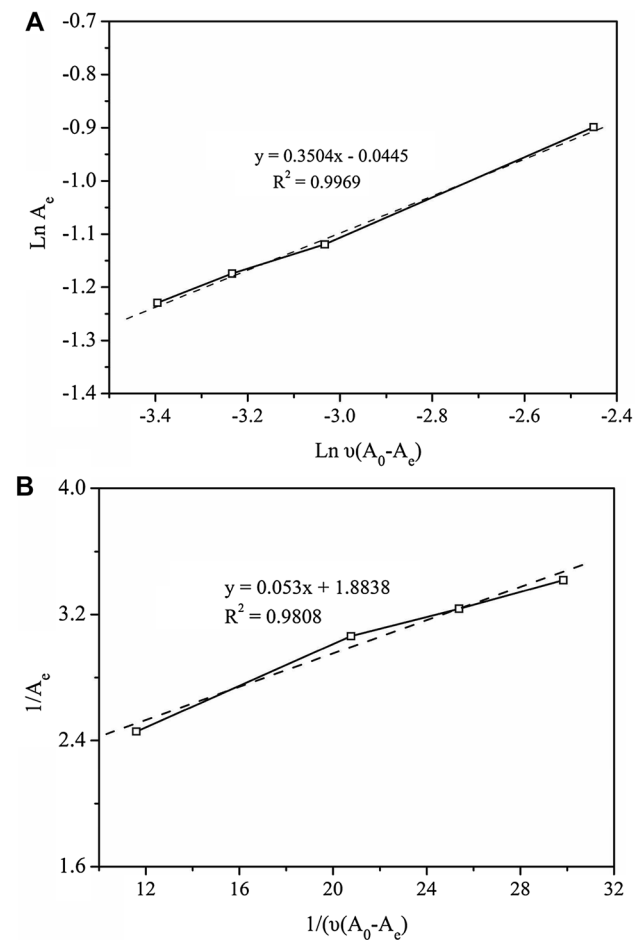 A
-0.7
-0.8
-0.9
-1.0
-1.1
-1.2
-1.3
-1.4
Ln Aₑ
y = 0.3504x - 0.0445
R² = 0.9969
-3.4 -3.2 -3.0 -2.8 -2.6 -2.4
Ln υ(A₀-Aₑ)
B
4.0
3.2
2.4
1.6
1/Aₑ
y = 0.053x + 1.8838
R² = 0.9808
12 16 20 24 28 32
1/(υ(A₀-Aₑ)